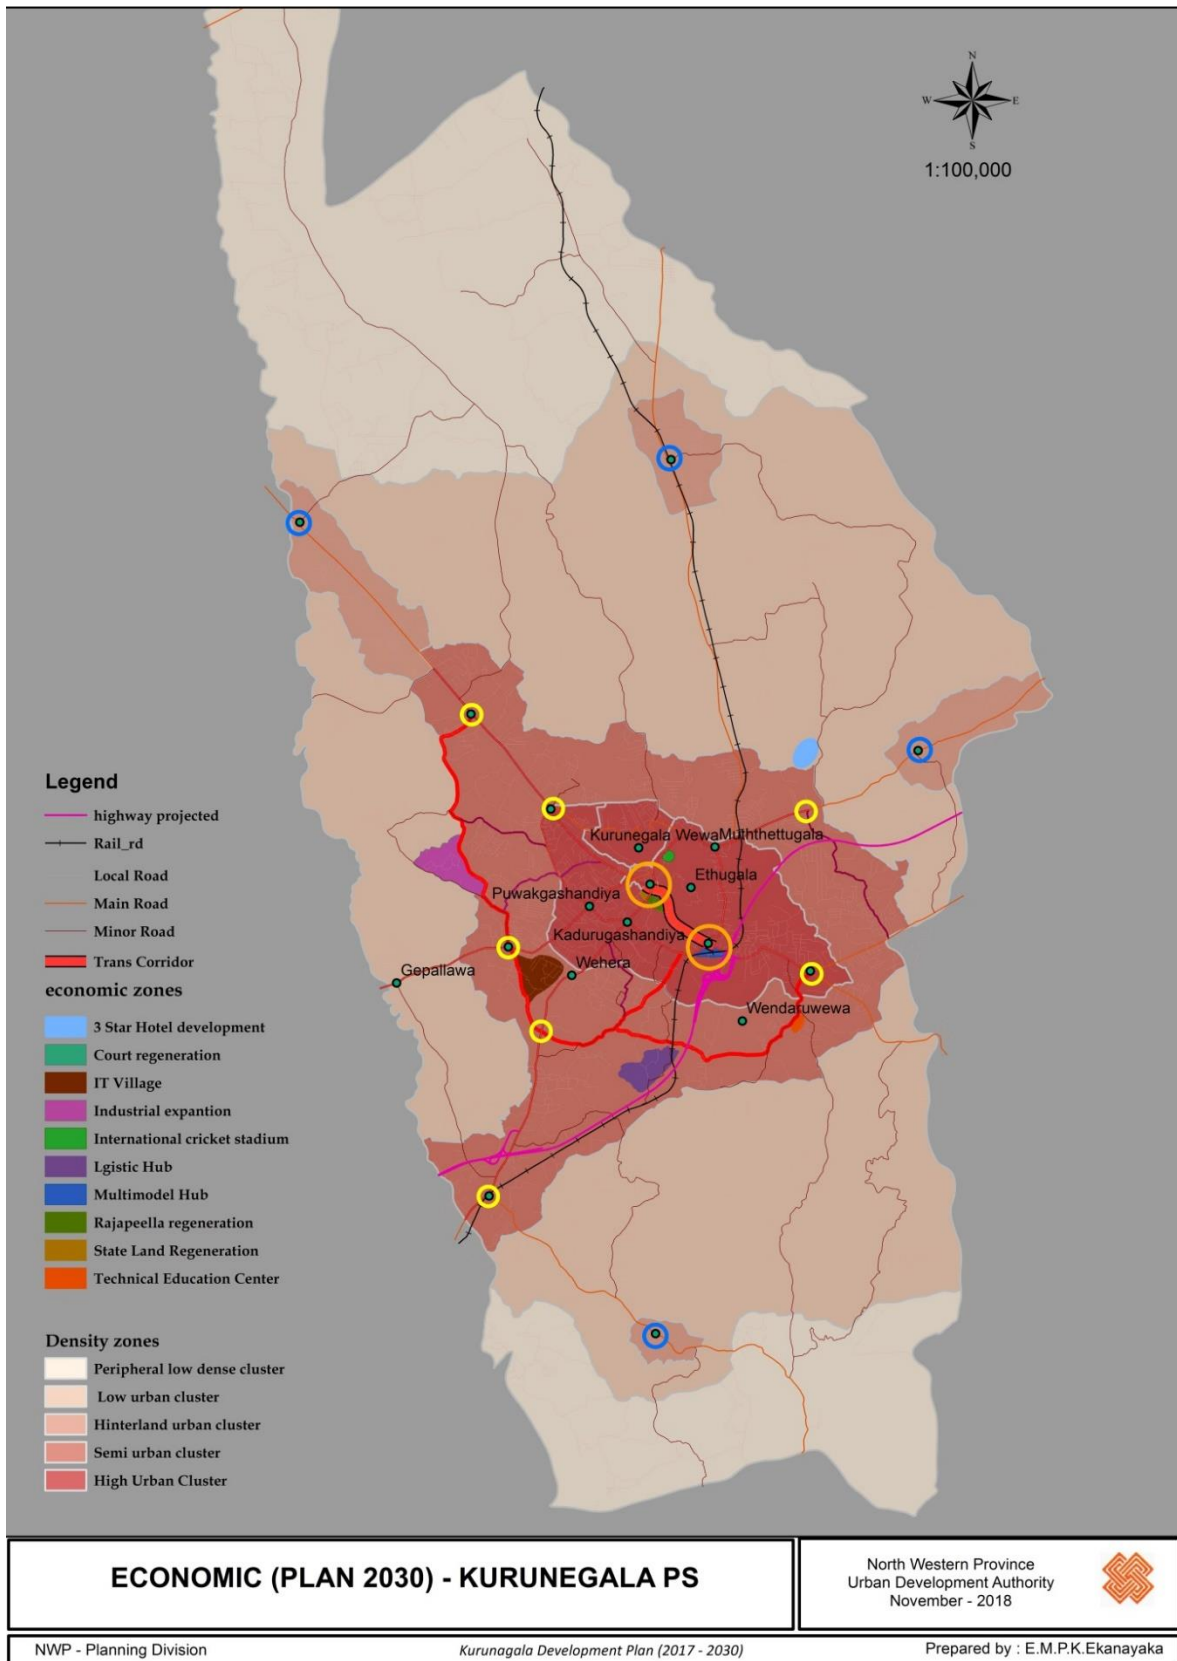 N
W
E
S
1:100,000
Kurunegala Wewa
Muththettugala
Ethugala
Puwakgashandiya
Kadurugashandiya
Wehera
Gepallawa
Wendaruwewa
Legend
highway projected
Rail_rd
Local Road
Main Road
Minor Road
Trans Corridor
economic zones
3 Star Hotel development
Court regeneration
IT Village
Industrial expantion
International cricket stadium
Lgistic Hub
Multimodel Hub
Rajapeella regeneration
State Land Regeneration
Technical Education Center
Density zones
Peripheral low dense cluster
Low urban cluster
Hinterland urban cluster
Semi urban cluster
High Urban Cluster
ECONOMIC (PLAN 2030) - KURUNEGALA PS
North Western Province
Urban Development Authority
November - 2018
NWP - Planning Division
Kurunagala Development Plan (2017 - 2030)
Prepared by : E.M.P.K.Ekanayaka